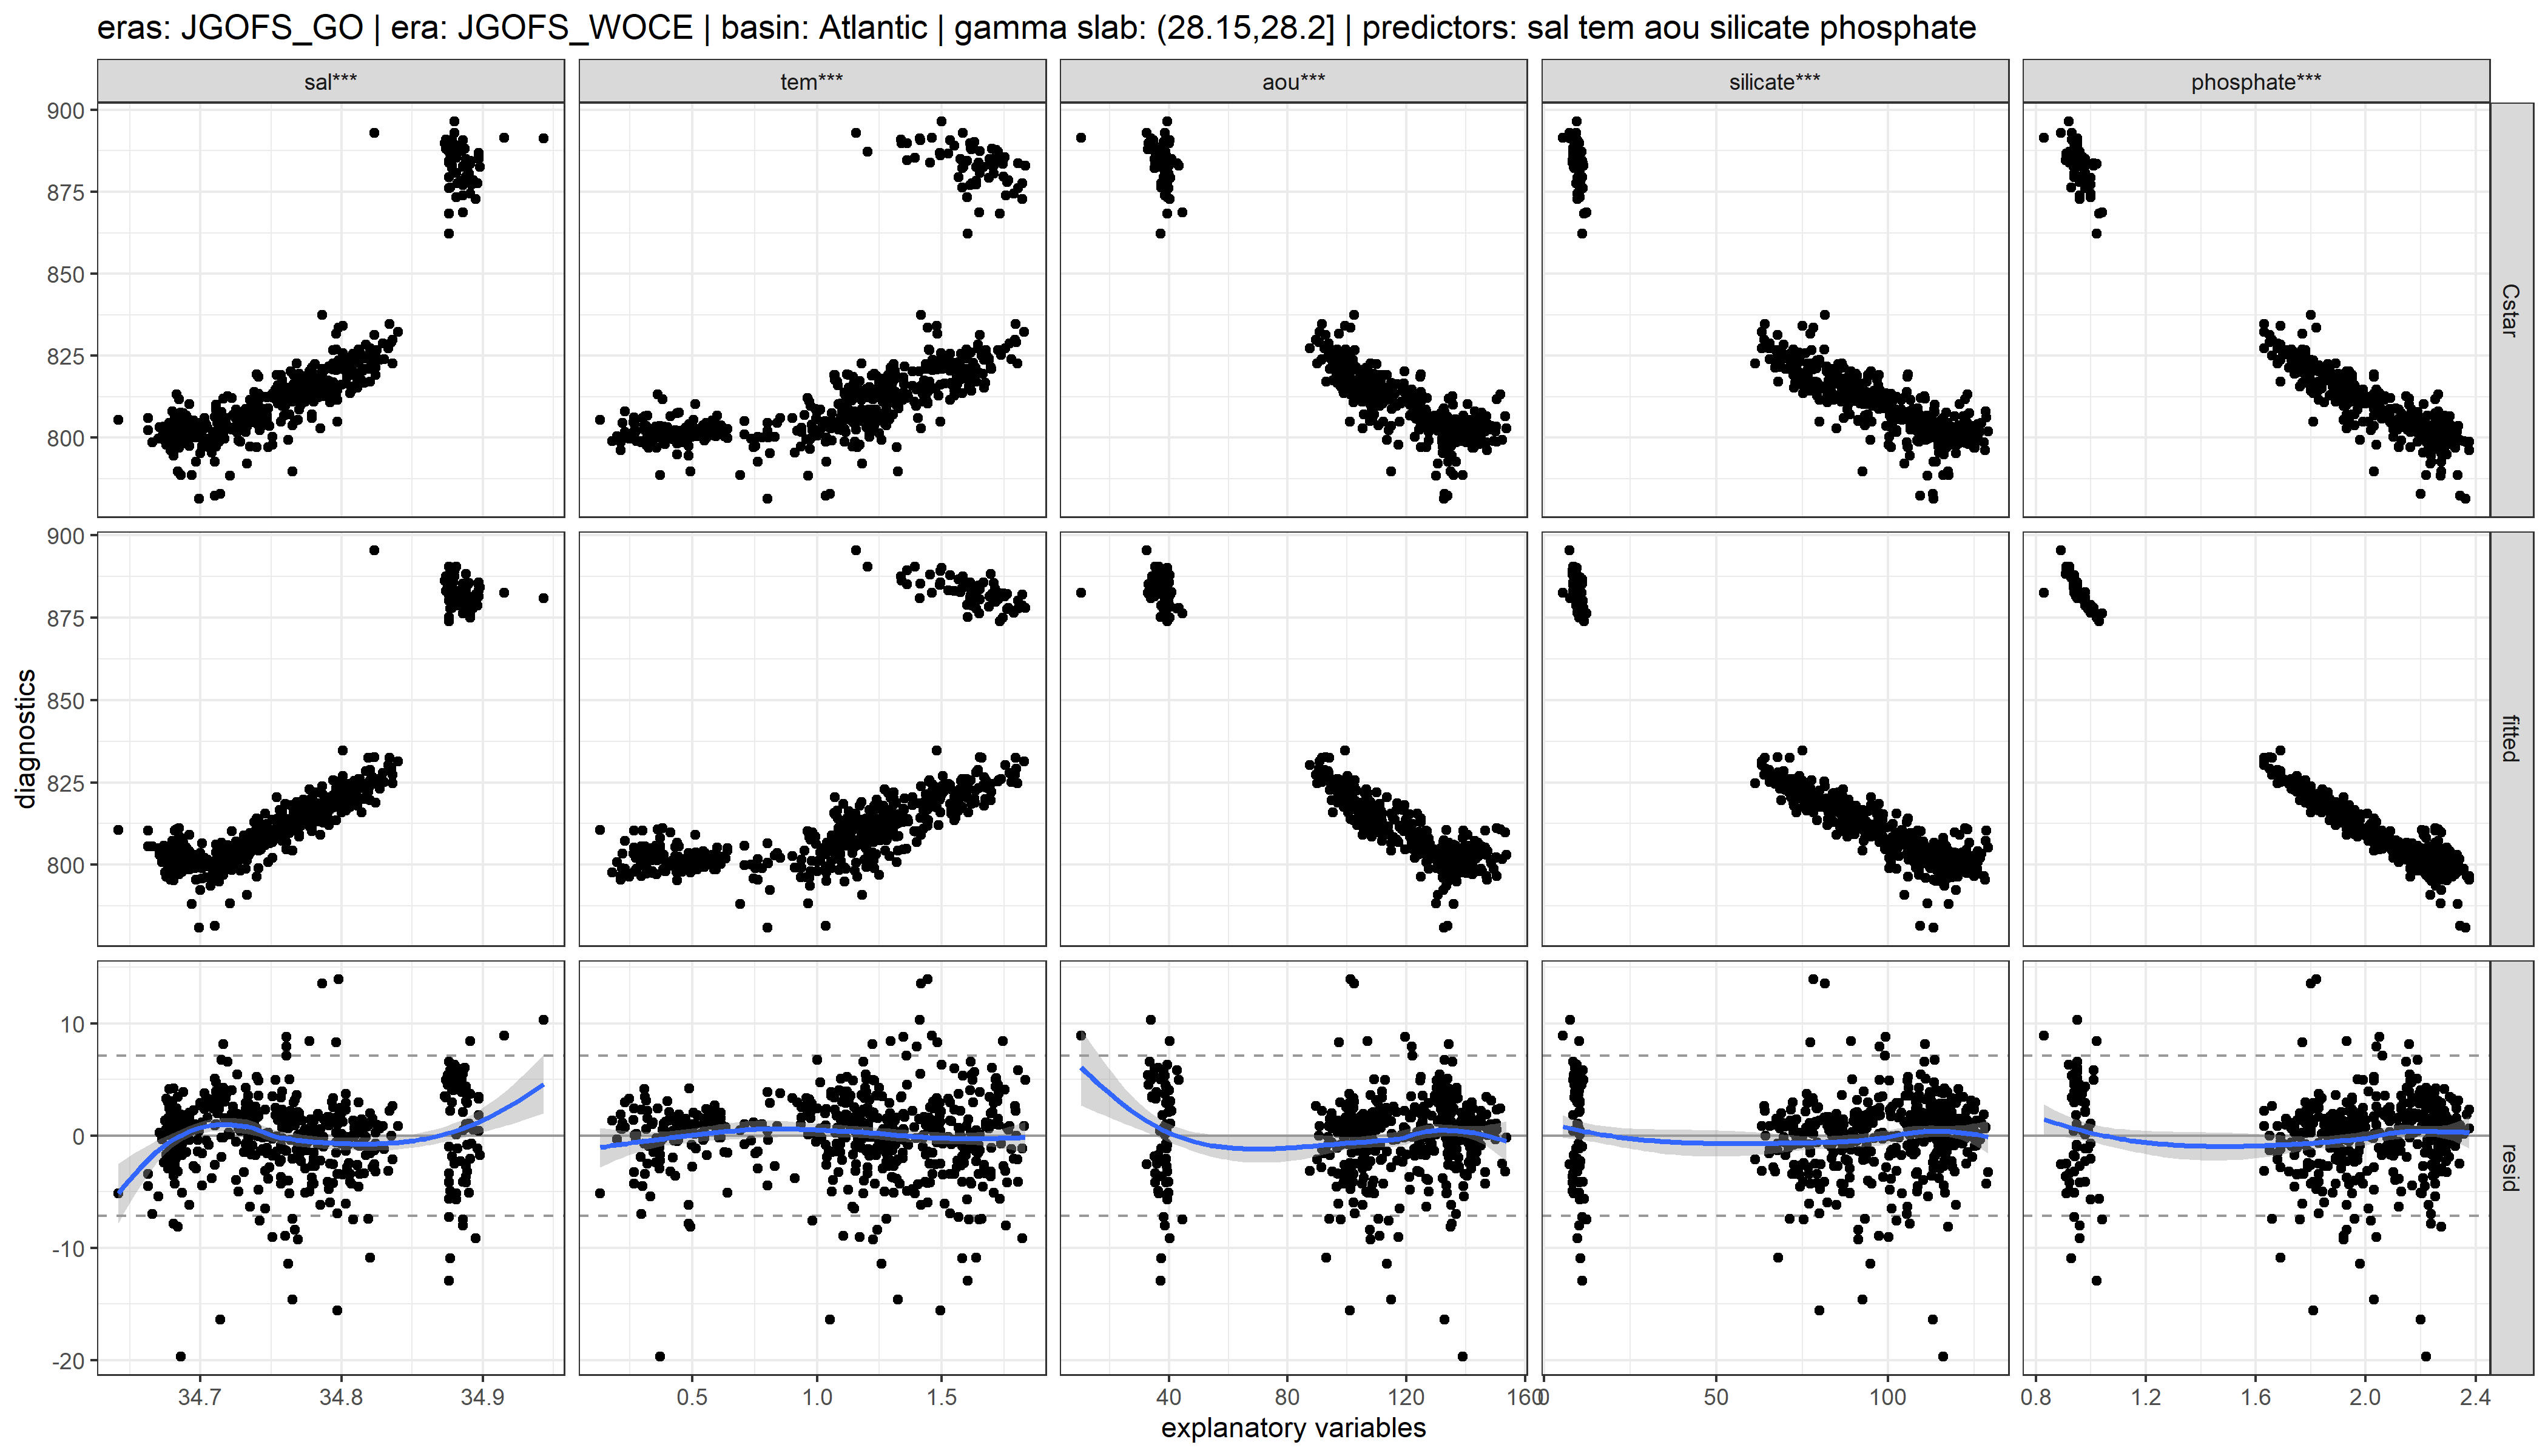 eras: JGOFS_GO | era: JGOFS_WOCE | basin: Atlantic | gamma slab: (28.15,28.2] | predictors: sal tem aou silicate phosphate
sal*** tem*** aou*** silicate*** phosphate***
900
875
850
825
800
Cstar
900
875
850
825
800
fitted
diagnostics
10
0
-10
-20
resid
34.7 34.8 34.9 0.5 1.0 1.5 40 80 120 160 0 50 100 0.8 1.2 1.6 2.0 2.4
explanatory variables